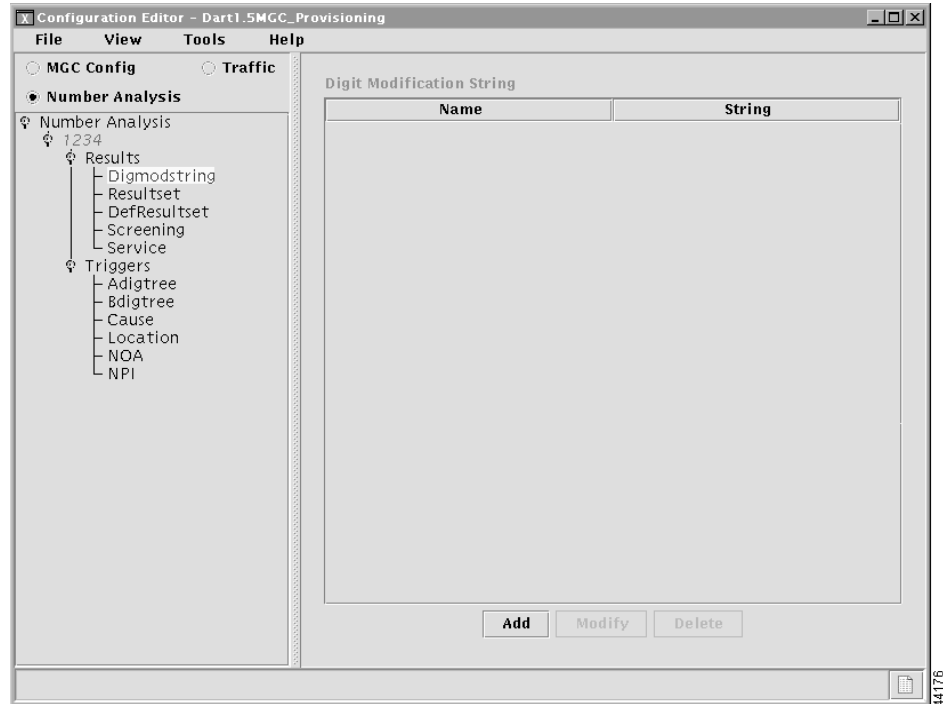 X Configuration Editor - Dart1.5MGC_Provisioning
File View Tools Help
MGC Config Traffic
Number Analysis
Number Analysis
1234
Results
Digmodstring
Resultset
DefResultset
Screening
Service
Triggers
Adigtree
Bdigtree
Cause
Location
NOA
NPI
Digit Modification String
Name String
Add Modify Delete
44176